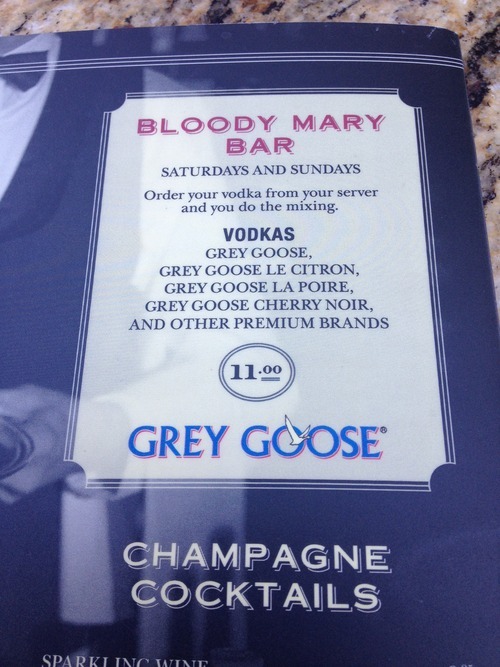 BLOODY MARY
BAR
SATURDAYS AND SUNDAYS
Order your vodka from your server
and you do the mixing.
VODKAS
GREY GOOSE,
GREY GOOSE LE CITRON,
GREY GOOSE LA POIRE,
GREY GOOSE CHERRY NOIR,
AND OTHER PREMIUM BRANDS
11.00
GREY GOOSE®
CHAMPAGNE
COCKTAILS
SPARKLING WINE